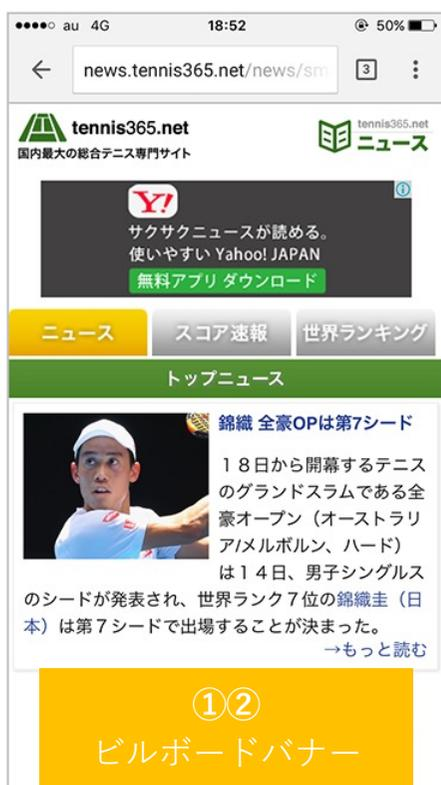 au 4G 18:52 50%
news.tennis365.net/news/sm 3
tennis365.net
国内最大の総合テニス専門サイト
tennis365.net
ニュース
Y!
サクサクニュースが読める。
使いやすい Yahoo! JAPAN
無料アプリ ダウンロード
ニュース スコア速報 世界ランキング
トップニュース
錦織 全豪OPは第7シード
１８日から開幕するテニス
のグランドスラムである全
豪オープン（オーストラリ
ア/メルボルン、ハード）
は１４日、男子シングルス
のシードが発表され、世界ランク７位の錦織圭（日
本）は第７シードで出場することが決まった。
→もっと読む
①②
ビルボードバナー